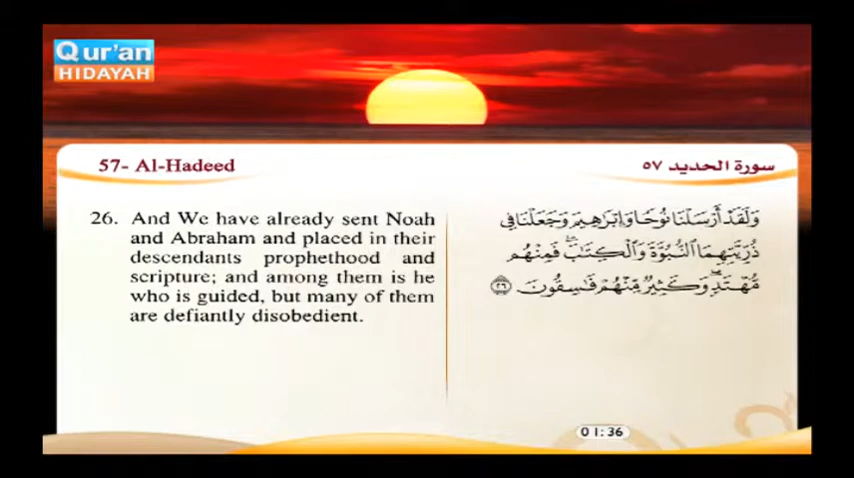 Qur'an
HIDAYAH
57- Al-Hadeed
سورة الحديد ٥٧
26. And We have already sent Noah
and Abraham and placed in their
descendants prophethood and
scripture; and among them is he
who is guided, but many of them
are defiantly disobedient.
وَلَقَدْ أَرْسَلْنَا نُوحًا وَإِبْرَاهِيمَ وَجَعَلْنَا فِي
ذُرِّيَّتِهِمَا ٱلنُّبُوَّةَ وَٱلْكِتَٰبَ ۖ فَمِنْهُم
مُّهْتَدٍ ۖ وَكَثِيرٌ مِّنْهُمْ فَٰسِقُونَ ٢٦
01:36